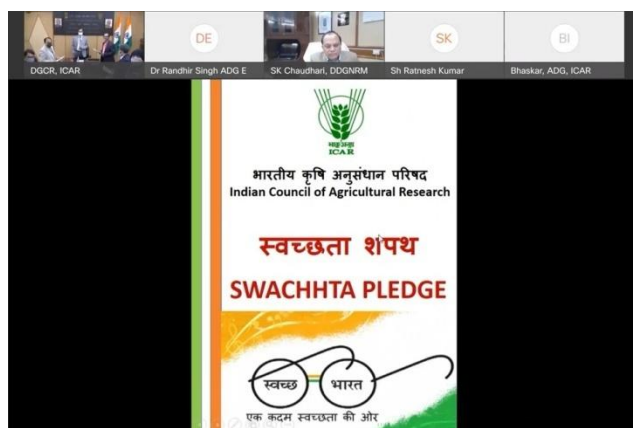 DE
SK
BI
DGCR, ICAR
Dr Randhir Singh ADG E
SK Chaudhari, DDGNRM
Sh Ratnesh Kumar
Bhaskar, ADG, ICAR
ICAR
भारतीय कृषि अनुसंधान परिषद
Indian Council of Agricultural Research
स्वच्छता शपथ
SWACHHTA PLEDGE
स्वच्छ भारत
एक कदम स्वच्छता की ओर